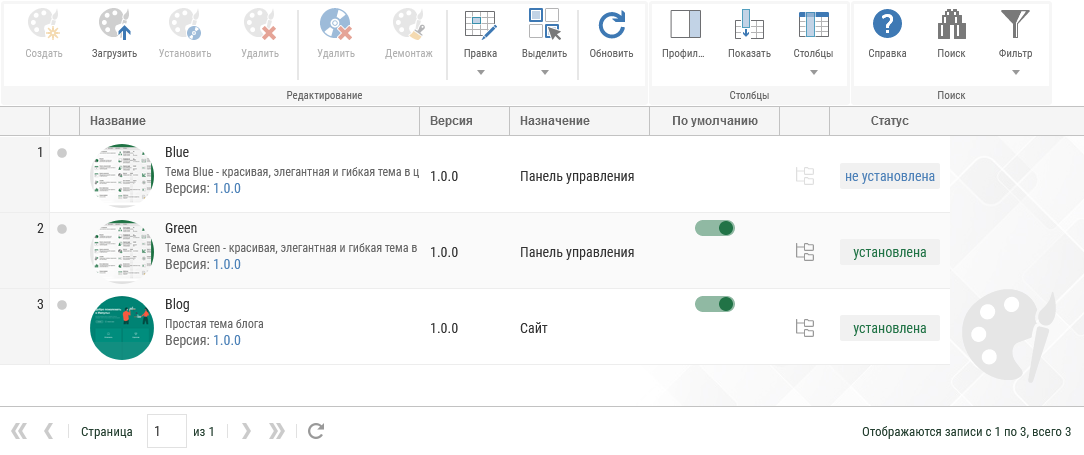 Создать Загрузить Установить Удалить Удалить Демонтаж Правка Выделить Обновить Профил... Показать Столбцы Справка Поиск Фильтр
Редактирование Столбцы Поиск
Название Версия Назначение По умолчанию Статус
1 Blue
Тема Blue - красивая, элегантная и гибкая тема в ц
Версия: 1.0.0
1.0.0 Панель управления не установлена
2 Green
Тема Green - красивая, элегантная и гибкая тема в
Версия: 1.0.0
1.0.0 Панель управления установлена
3 Blog
Простая тема блога
Версия: 1.0.0
1.0.0 Сайт установлена
Страница 1 из 1 Отображаются записи с 1 по 3, всего 3